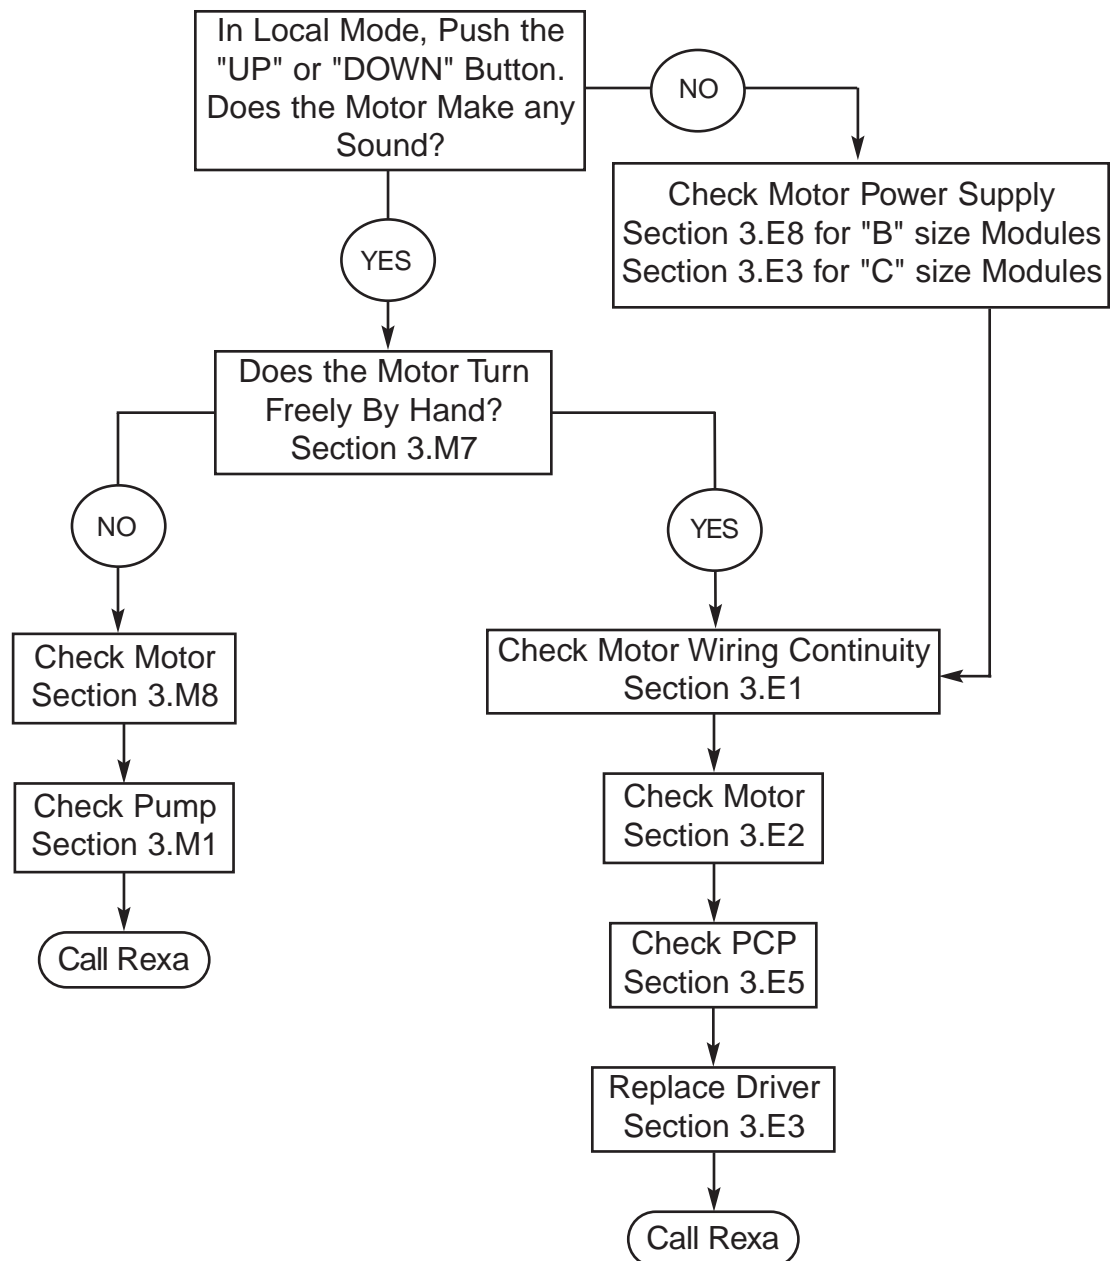 In Local Mode, Push the
"UP" or "DOWN" Button.
Does the Motor Make any
Sound?
NO
Check Motor Power Supply
Section 3.E8 for "B" size Modules
Section 3.E3 for "C" size Modules
YES
Does the Motor Turn
Freely By Hand?
Section 3.M7
NO
YES
Check Motor
Section 3.M8
Check Motor Wiring Continuity
Section 3.E1
Check Pump
Section 3.M1
Check Motor
Section 3.E2
Call Rexa
Check PCP
Section 3.E5
Replace Driver
Section 3.E3
Call Rexa